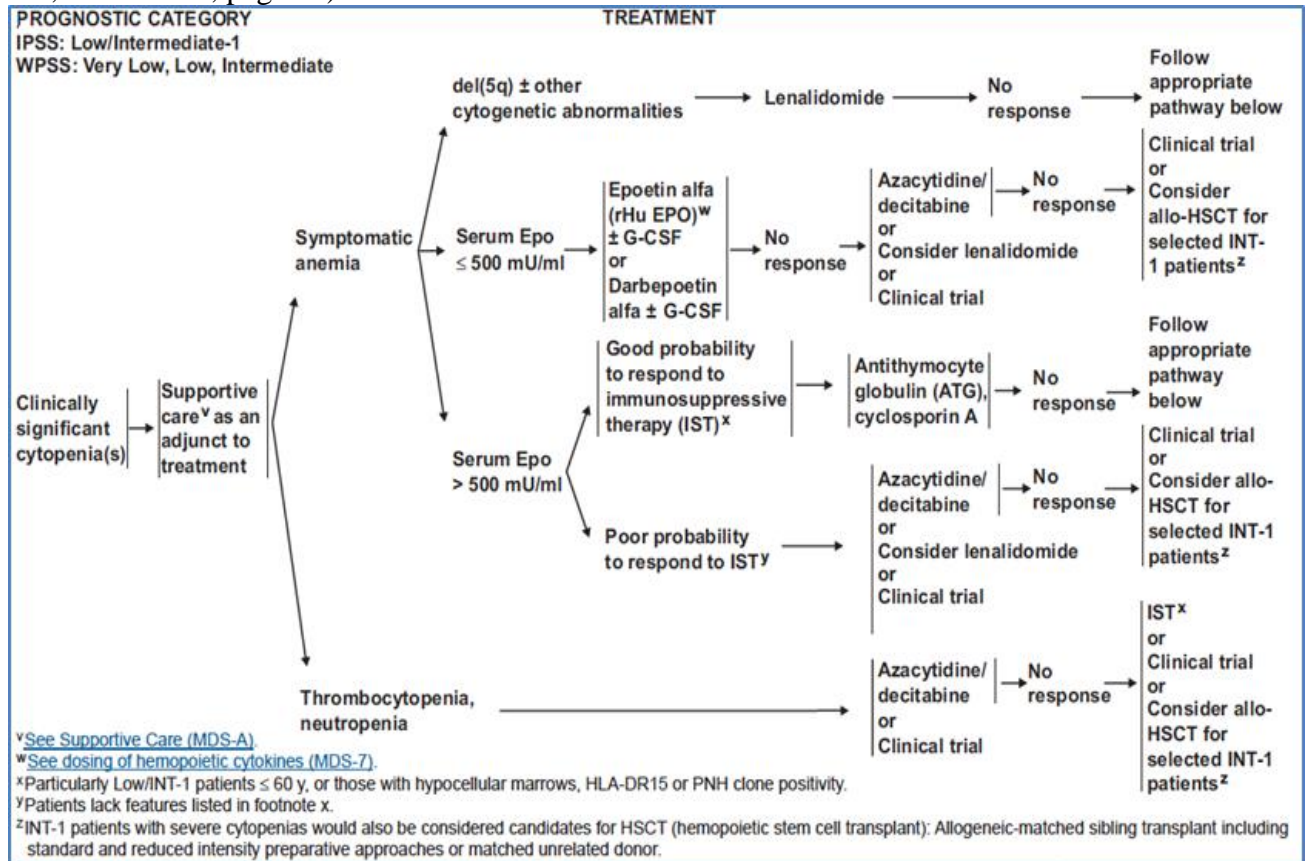 PROGNOSTIC CATEGORY
IPSS: Low/Intermediate-1
WPSS: Very Low, Low, Intermediate
TREATMENT
Clinically
significant
cytopenia(s)
Supportive
careᵛ as an
adjunct to
treatment
Symptomatic
anemia
del(5q) ± other
cytogenetic abnormalities
Lenalidomide
No
response
Follow
appropriate
pathway below
Serum Epo
≤ 500 mU/ml
Epoetin alfa
(rHu EPO)ʷ
± G-CSF
or
Darbepoetin
alfa ± G-CSF
No
response
Azacytidine/
decitabine
or
Consider lenalidomide
or
Clinical trial
No
response
Clinical trial
or
Consider
allo-HSCT for
selected INT-
1 patientsᶻ
Serum Epo
> 500 mU/ml
Good probability
to respond to
immunosuppressive
therapy (IST)ˣ
Antithymocyte
globulin (ATG),
cyclosporin A
No
response
Follow
appropriate
pathway
below
Poor probability
to respond to ISTʸ
Azacytidine/
decitabine
or
Consider lenalidomide
or
Clinical trial
No
response
Clinical trial
or
Consider allo-
HSCT for
selected INT-1
patientsᶻ
Thrombocytopenia,
neutropenia
Azacytidine/
decitabine
or
Clinical trial
No
response
ISTˣ
or
Clinical trial
or
Consider allo-
HSCT for
selected INT-1
patientsᶻ
ᵛSee Supportive Care (MDS-A).
ʷSee dosing of hemopoietic cytokines (MDS-7).
ˣParticularly Low/INT-1 patients ≤ 60 y, or those with hypocellular marrows, HLA-DR15 or PNH clone positivity.
ʸPatients lack features listed in footnote x.
ᶻINT-1 patients with severe cytopenias would also be considered candidates for HSCT (hemopoietic stem cell transplant): Allogeneic-matched sibling transplant including
standard and reduced intensity preparative approaches or matched unrelated donor.